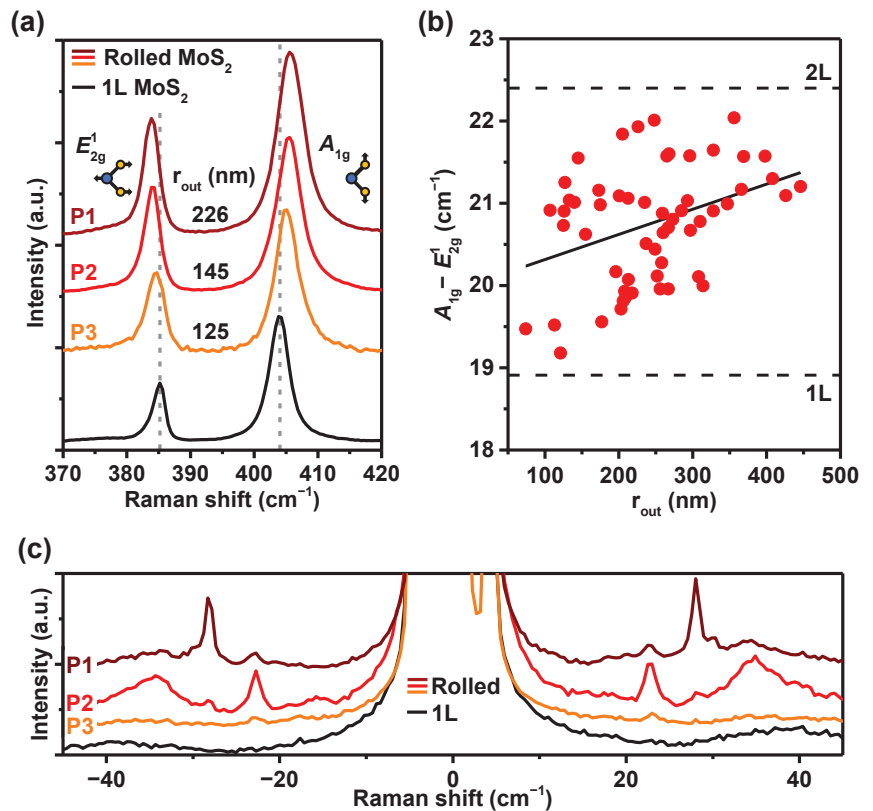 (a)
Rolled MoS₂
1L MoS₂
E¹₂g
A₁g
r_out (nm)
P1
226
P2
145
P3
125
Intensity (a.u.)
370 380 390 400 410 420
Raman shift (cm⁻¹)
(b)
23
22
21
20
19
18
2L
1L
A₁g – E¹₂g (cm⁻¹)
100 200 300 400 500
r_out (nm)
(c)
Intensity (a.u.)
P1
P2
P3
Rolled
1L
−40 −20 0 20 40
Raman shift (cm⁻¹)